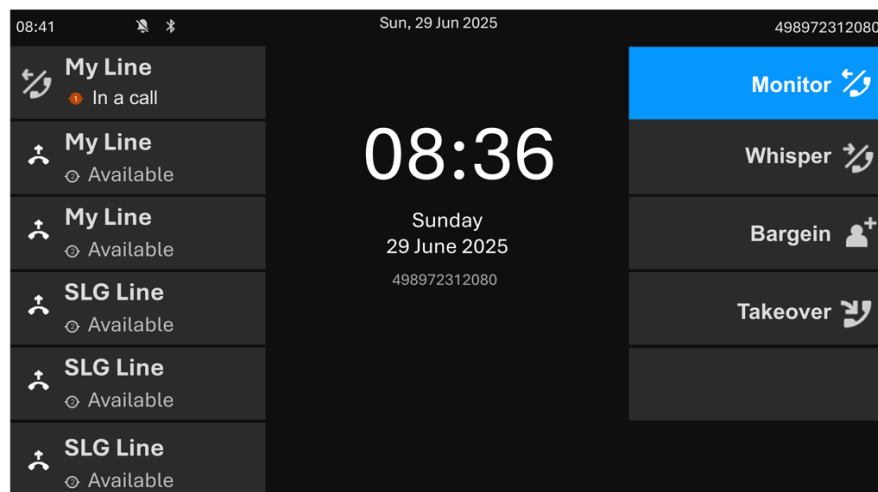 08:41
Sun, 29 Jun 2025
498972312080
My Line
1 In a call
My Line
Available
My Line
Available
SLG Line
Available
SLG Line
Available
SLG Line
Available
08:36
Sunday
29 June 2025
498972312080
Monitor
Whisper
Bargein
Takeover